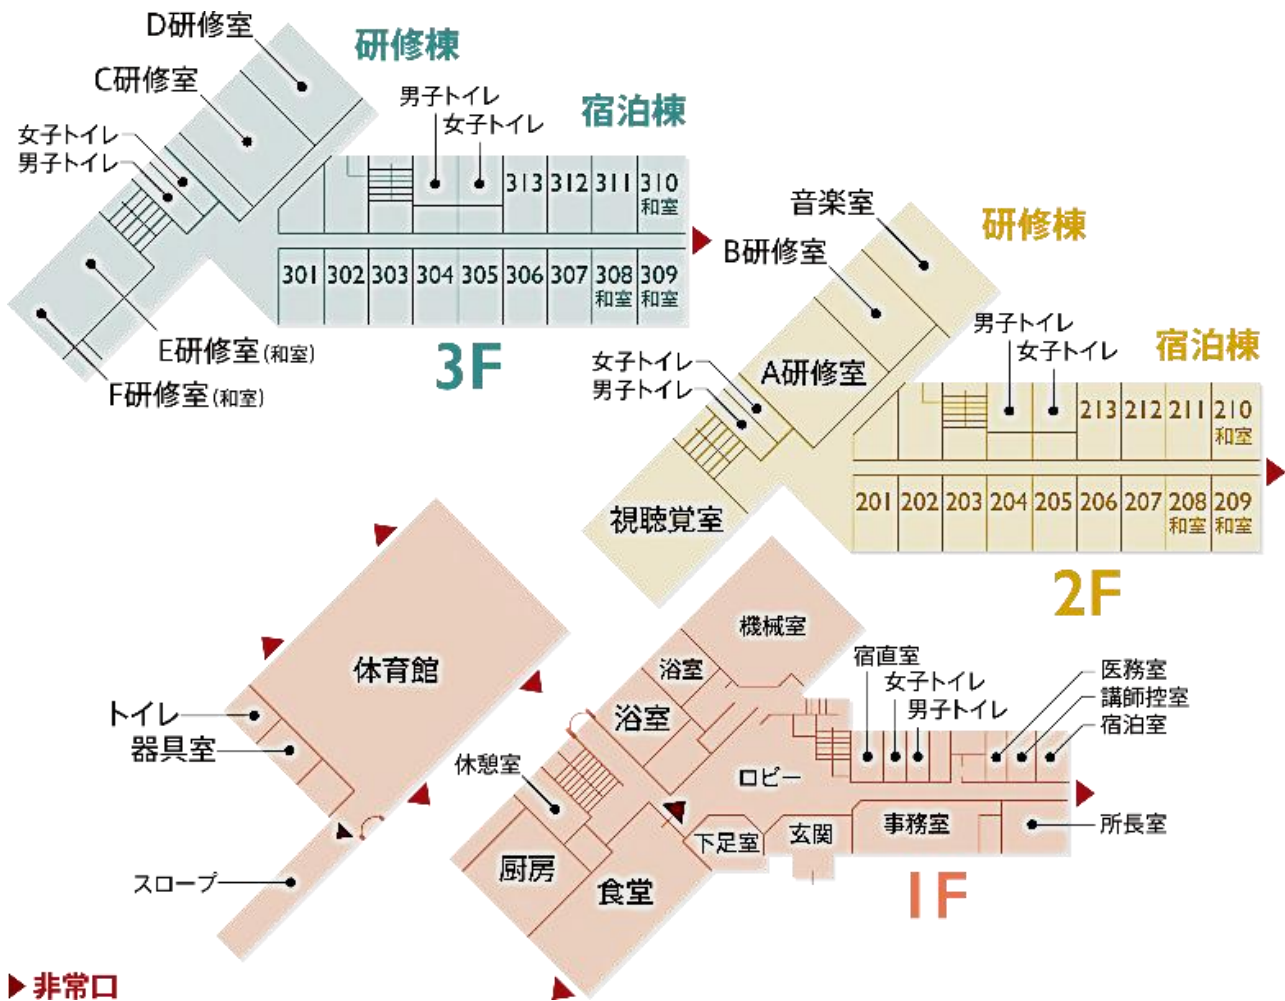 D研修室
研修棟
C研修室
男子トイレ
宿泊棟
女子トイレ
女子トイレ
男子トイレ
313
312
311
310
和室
301
302
303
304
305
306
307
308
和室
309
和室
E研修室(和室)
F研修室(和室)
3F
音楽室
研修棟
B研修室
男子トイレ
女子トイレ
宿泊棟
女子トイレ
男子トイレ
A研修室
213
212
211
210
和室
視聴覚室
201
202
203
204
205
206
207
208
和室
209
和室
2F
体育館
トイレ
器具室
スロープ
機械室
浴室
浴室
宿直室
女子トイレ
男子トイレ
医務室
講師控室
宿泊室
休憩室
ロビー
厨房
食堂
下足室
玄関
事務室
所長室
1F
非常口